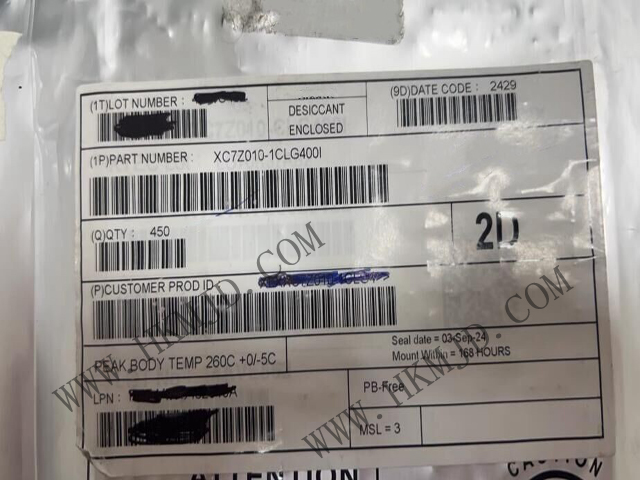 (1T)LOT NUMBER :
DESICCANT
ENCLOSED
(9D)DATE CODE : 2429
(1P)PART NUMBER : XC7Z010-1CLG400I
(Q)QTY : 450
2D
(P)CUSTOMER PROD ID
PEAK BODY TEMP 260C +0/-5C
Seal date = 03-Sep-24
Mount Within = 168 HOURS
LPN :
PB-Free
MSL = 3
ATTENTION
CAUTION
WWW.HKMJD.COM
WWW.HKMJD.COM